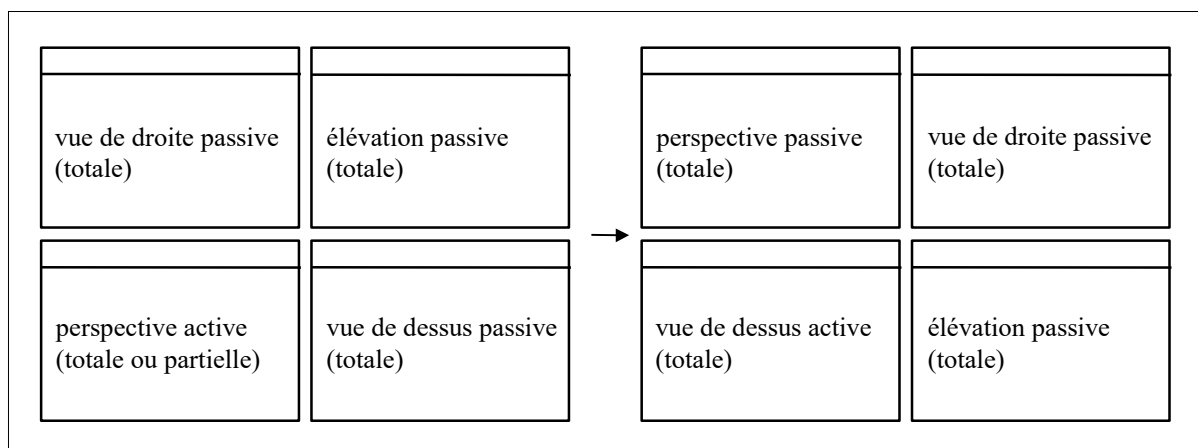 vue de droite passive
(totale)
élévation passive
(totale)
perspective passive
(totale)
vue de droite passive
(totale)
perspective active
(totale ou partielle)
vue de dessus passive
(totale)
vue de dessus active
(totale)
élévation passive
(totale)